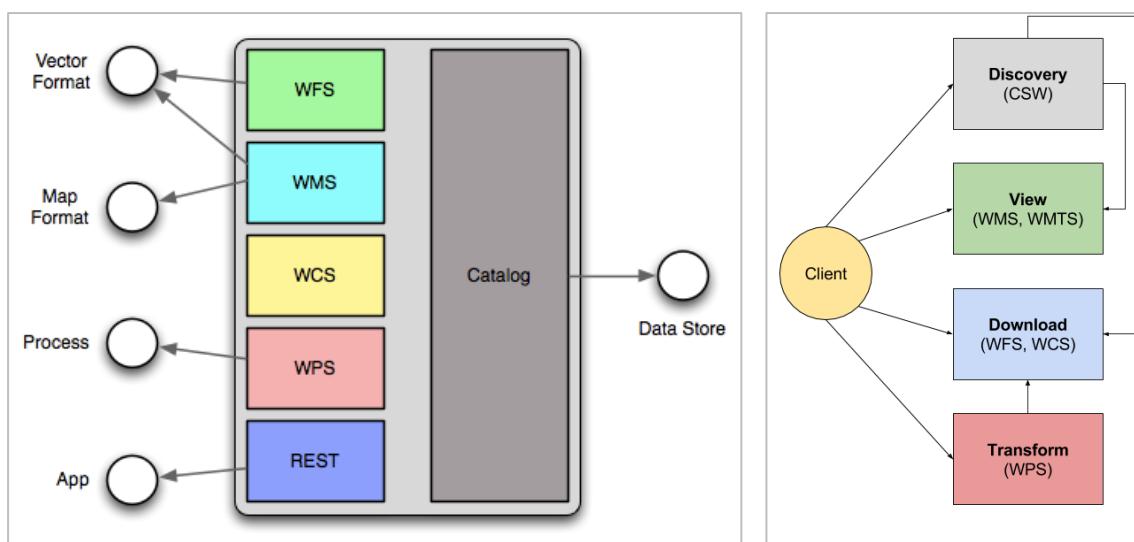 Vector
Format
Map
Format
Process
App
WFS
WMS
WCS
WPS
REST
Catalog
Data Store
Client
Discovery
(CSW)
View
(WMS, WMTS)
Download
(WFS, WCS)
Transform
(WPS)